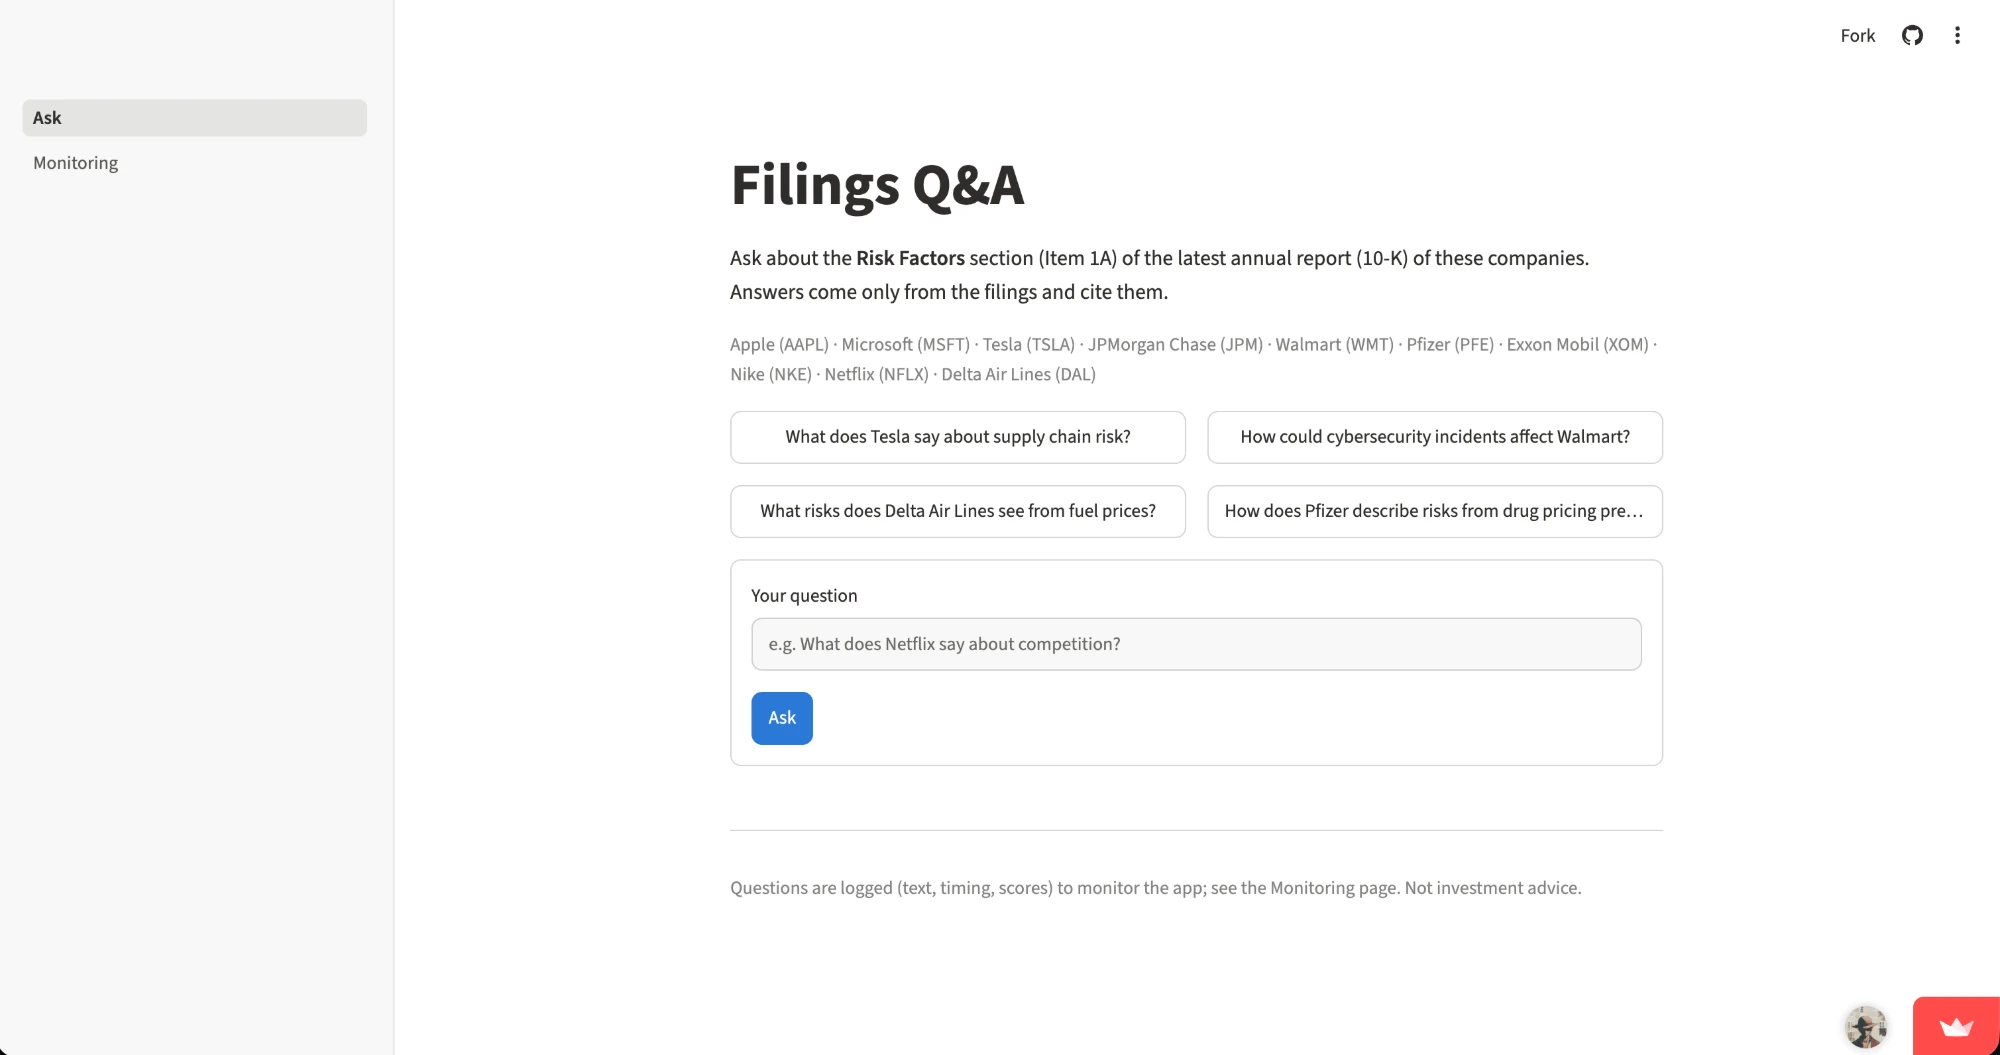 Fork
Ask
Monitoring
Filings Q&A
Ask about the Risk Factors section (Item 1A) of the latest annual report (10-K) of these companies.
Answers come only from the filings and cite them.
Apple (AAPL) · Microsoft (MSFT) · Tesla (TSLA) · JPMorgan Chase (JPM) · Walmart (WMT) · Pfizer (PFE) · Exxon Mobil (XOM) ·
Nike (NKE) · Netflix (NFLX) · Delta Air Lines (DAL)
What does Tesla say about supply chain risk?
How could cybersecurity incidents affect Walmart?
What risks does Delta Air Lines see from fuel prices?
How does Pfizer describe risks from drug pricing pre…
Your question
e.g. What does Netflix say about competition?
Ask
Questions are logged (text, timing, scores) to monitor the app; see the Monitoring page. Not investment advice.